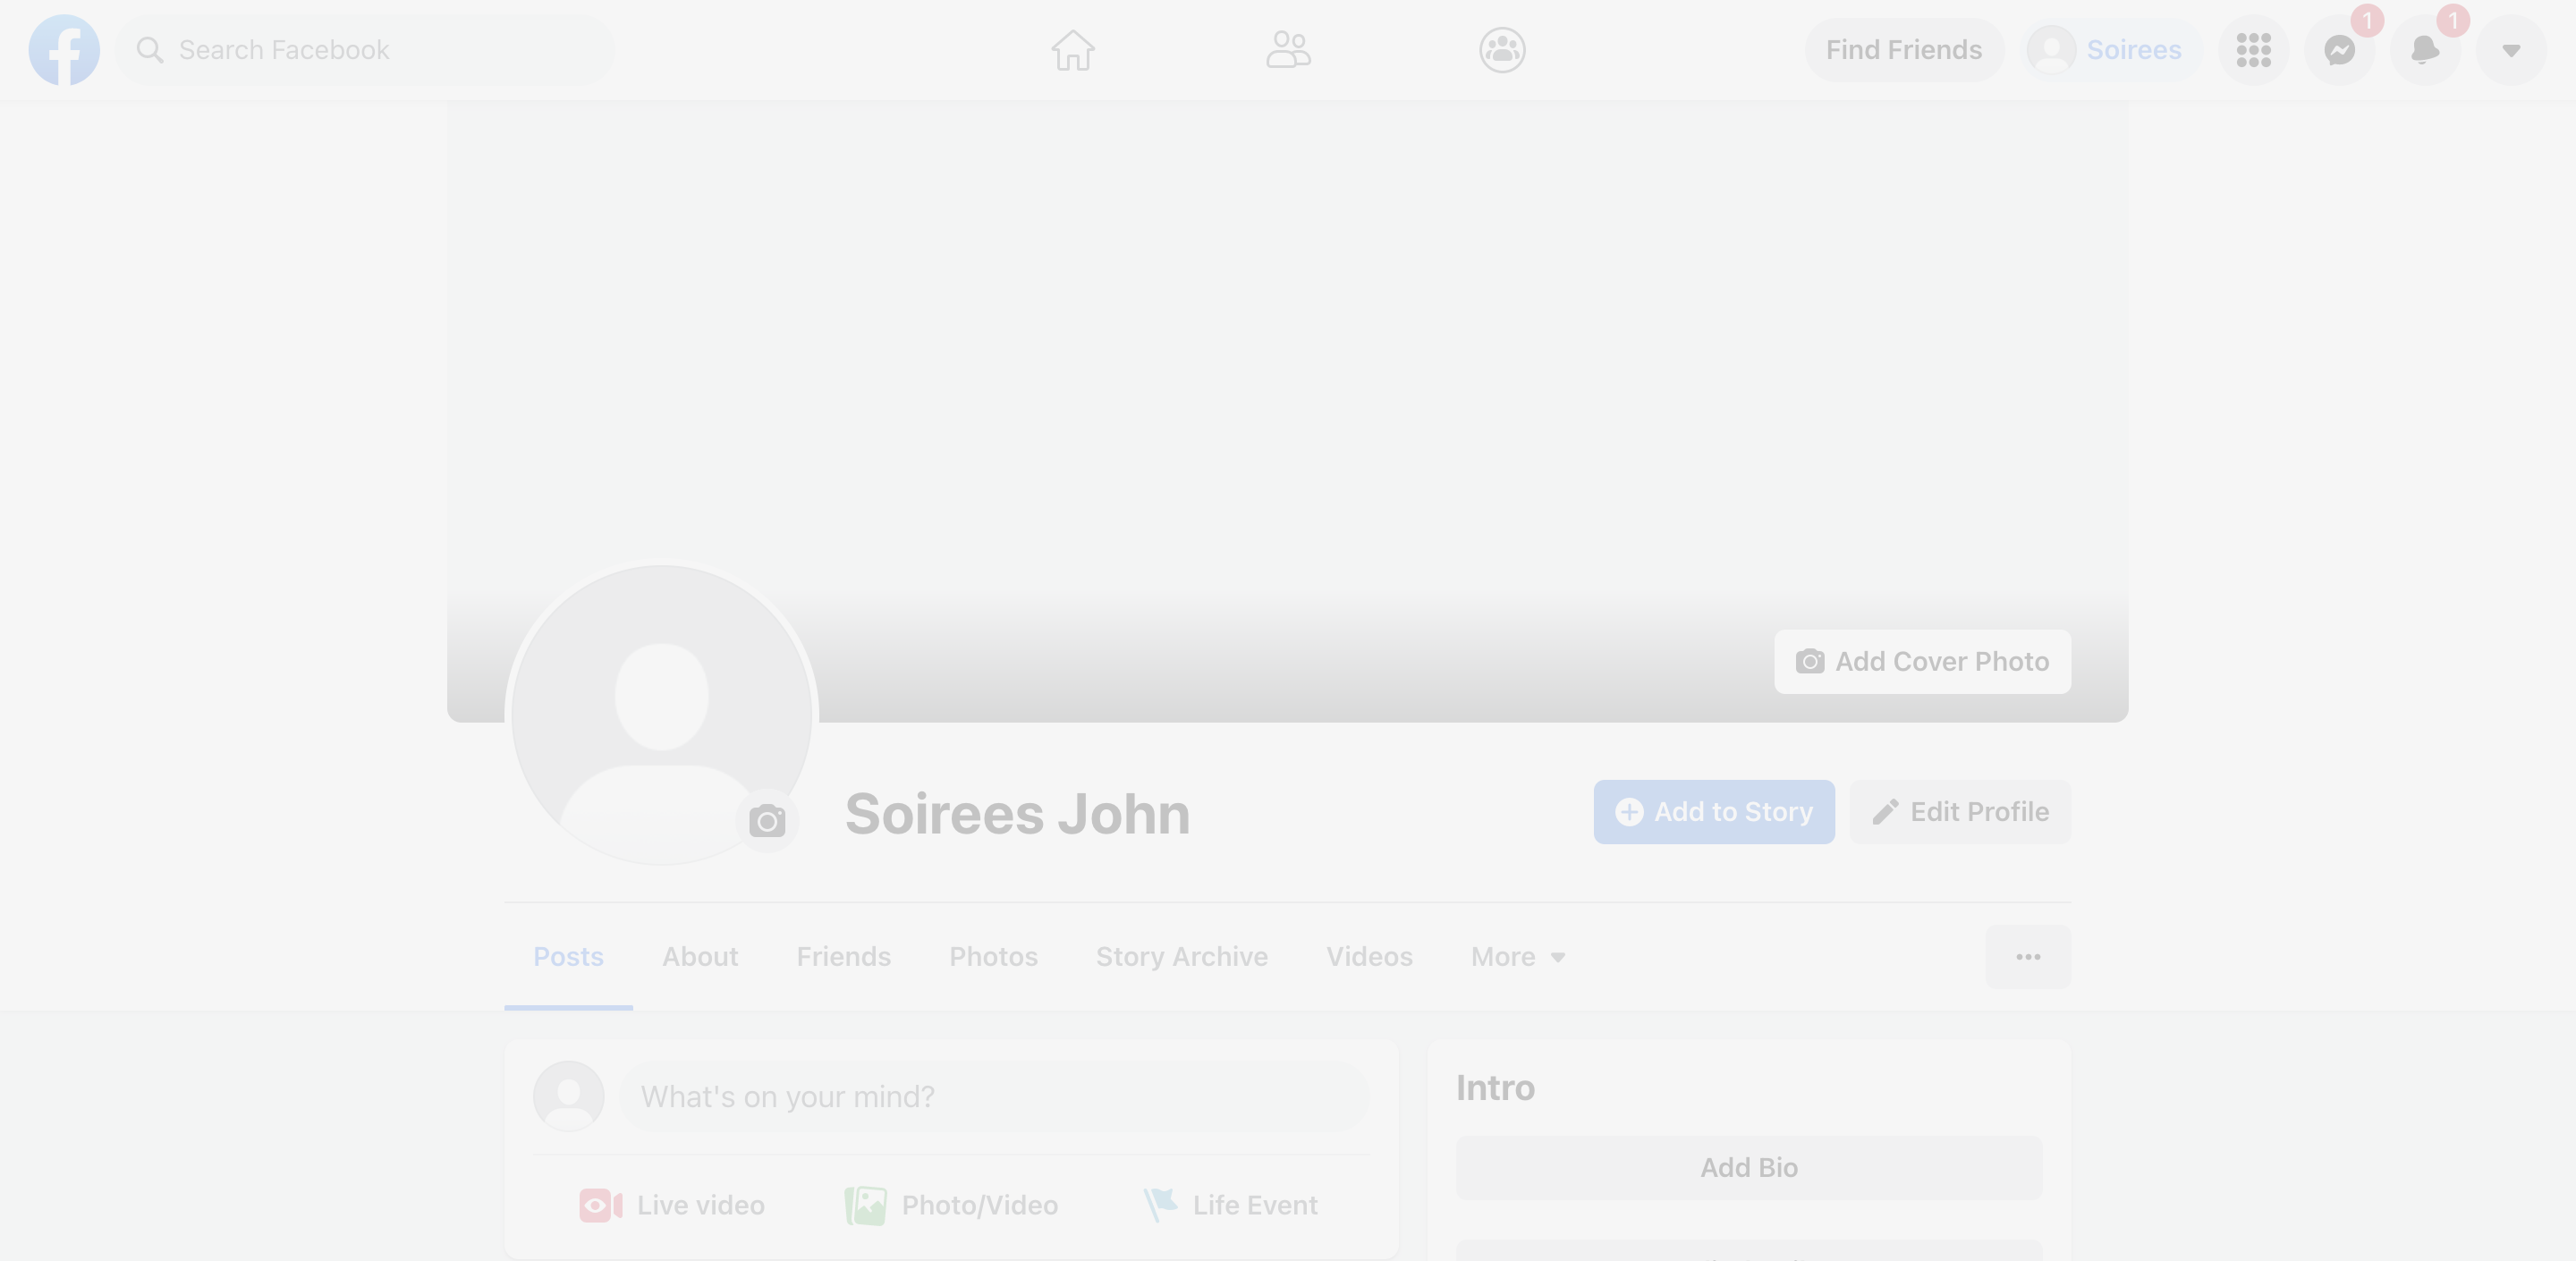 Search Facebook
Find Friends
Soirees
1
1
Add Cover Photo
Soirees John
Add to Story
Edit Profile
Posts
About
Friends
Photos
Story Archive
Videos
More
What's on your mind?
Live video
Photo/Video
Life Event
Intro
Add Bio